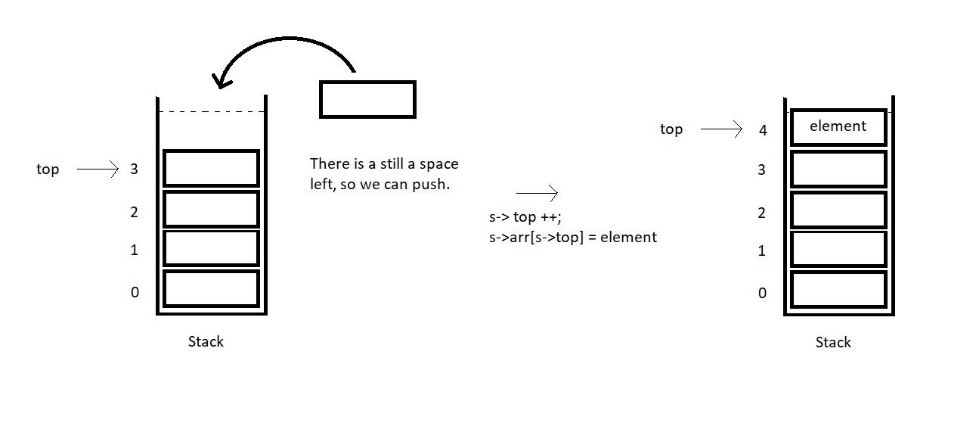 top
3
2
1
0
Stack
There is a still a space
left, so we can push.
s-> top ++;
s->arr[s->top] = element
top
4
element
3
2
1
0
Stack